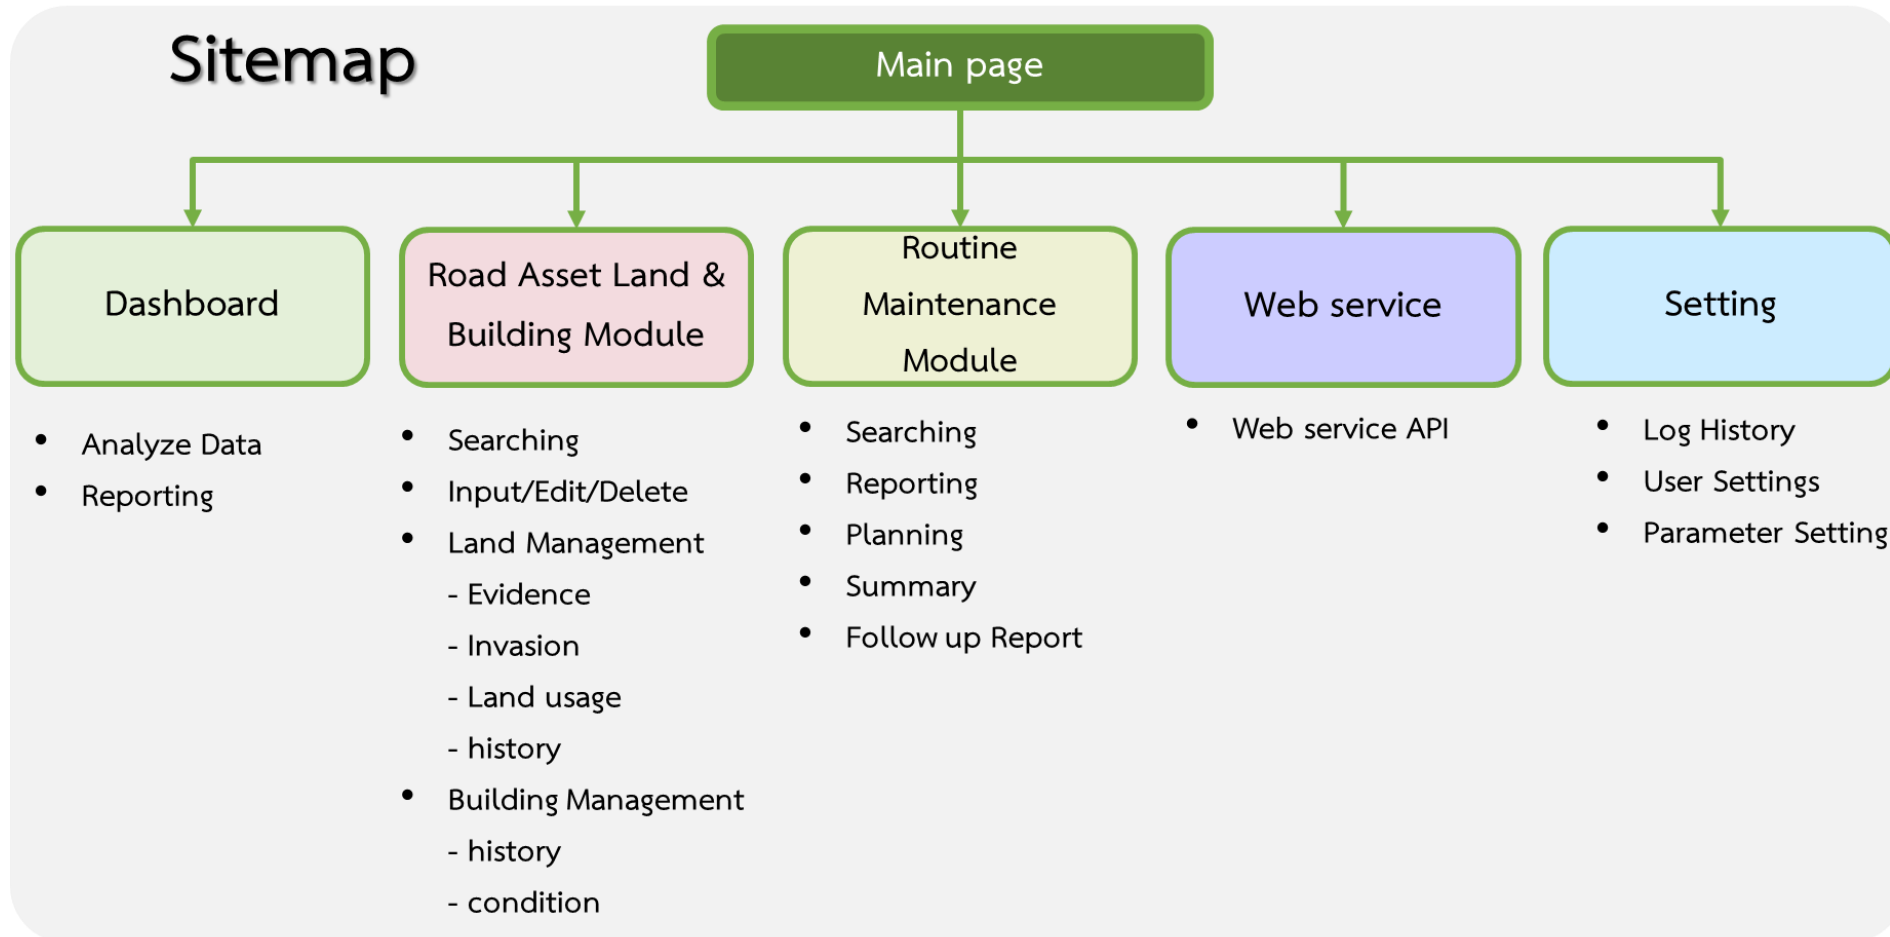 Sitemap
Main page
Dashboard
• Analyze Data
• Reporting
Road Asset Land &
Building Module
• Searching
• Input/Edit/Delete
• Land Management
- Evidence
- Invasion
- Land usage
- history
• Building Management
- history
- condition
Routine
Maintenance
Module
• Searching
• Reporting
• Planning
• Summary
• Follow up Report
Web service
• Web service API
Setting
• Log History
• User Settings
• Parameter Setting